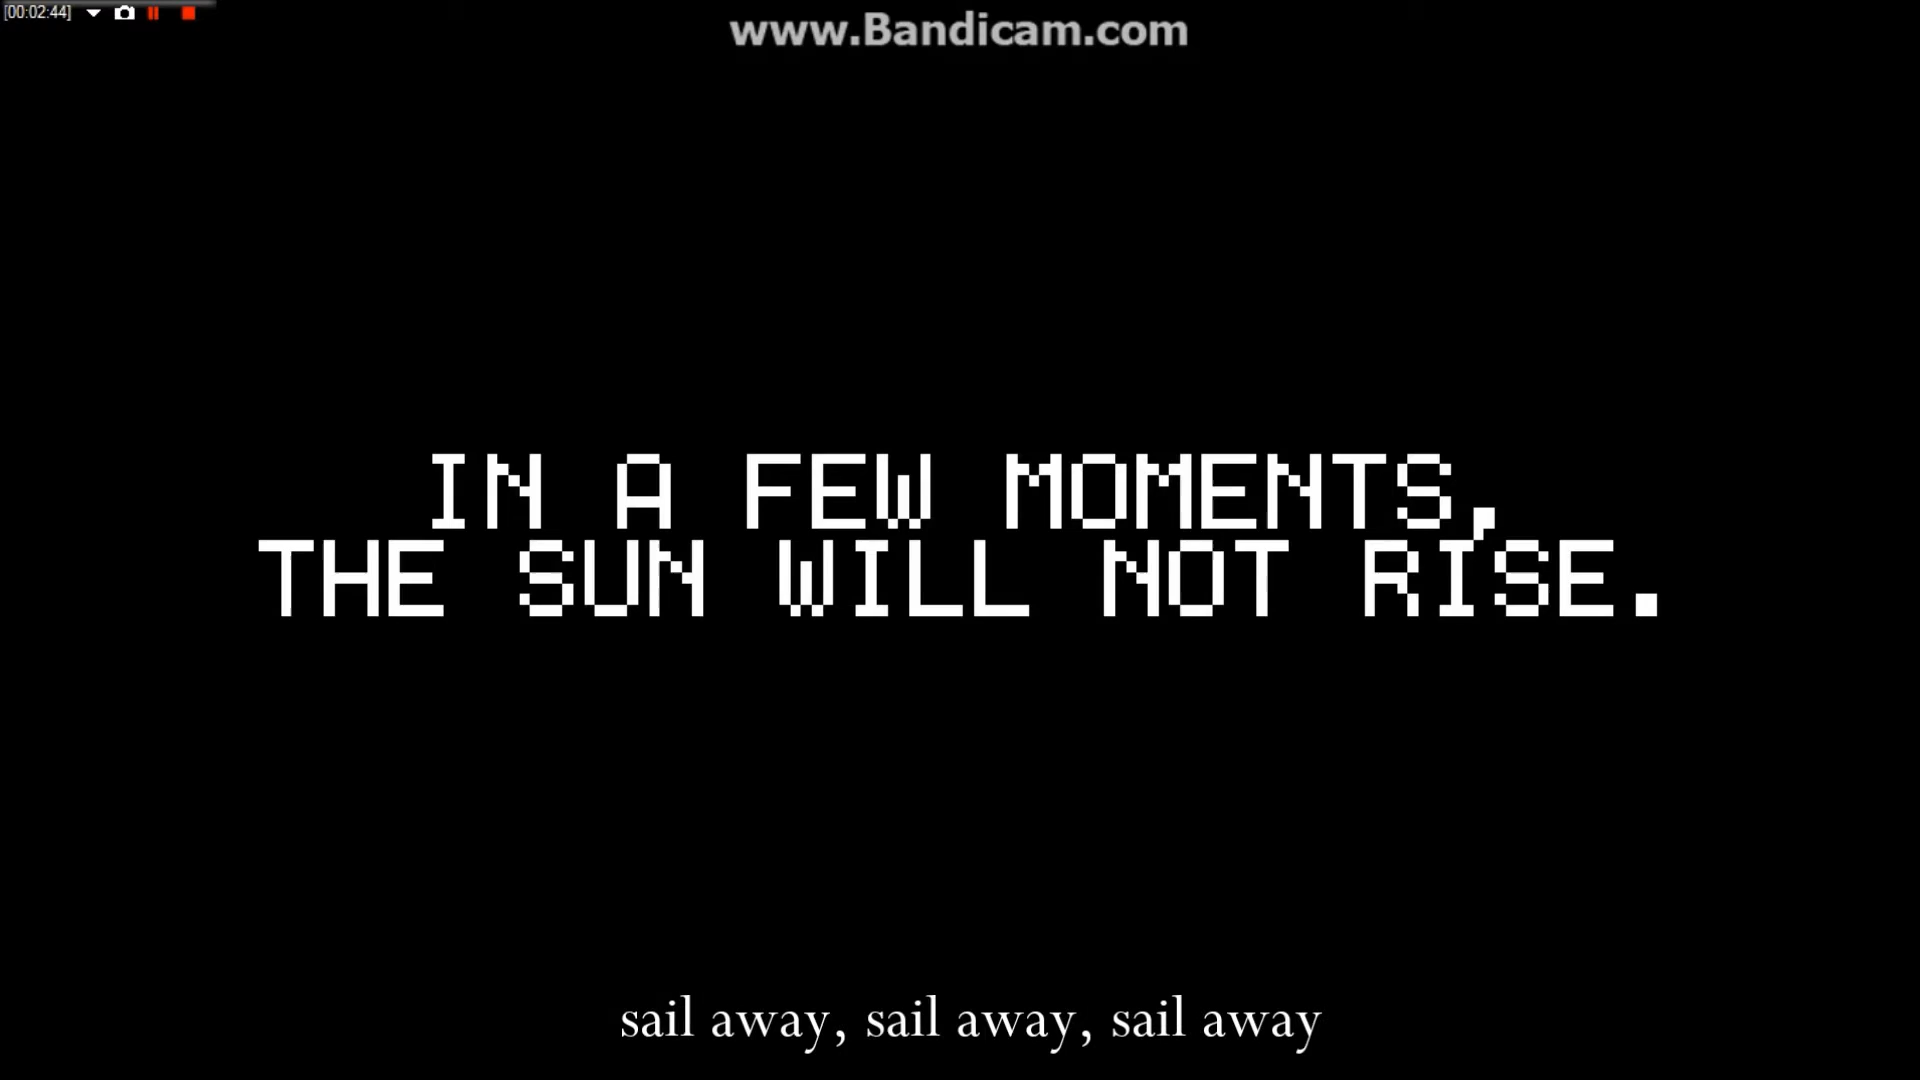 [00:02:44]
www.Bandicam.com
IN A FEW MOMENTS,
THE SUN WILL NOT RISE.
sail away, sail away, sail away